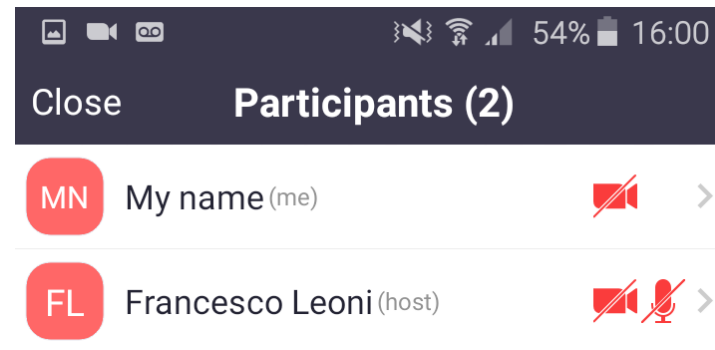 54% 16:00
Close Participants (2)
MN My name (me)
FL Francesco Leoni (host)